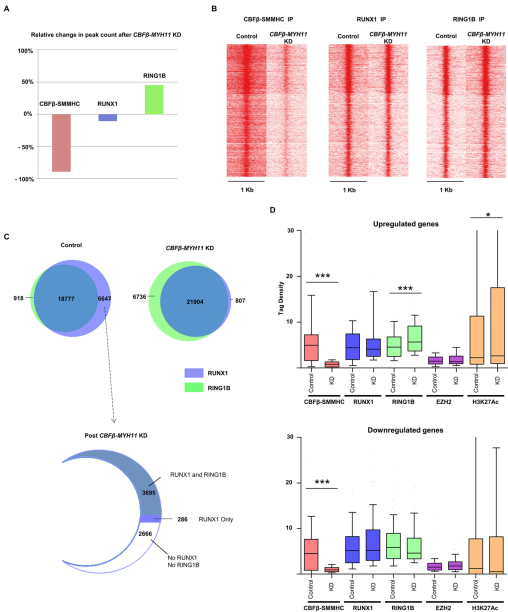 A
Relative change in peak count after CBFβ-MYH11 KD
100%
50%
0%
- 50%
- 100%
CBFβ-SMMHC
RUNX1
RING1B
B
CBFβ-SMMHC IP
RUNX1 IP
RING1B IP
Control
CBFβ-MYH11
KD
Control
CBFβ-MYH11
KD
Control
CBFβ-MYH11
KD
1 Kb
1 Kb
1 Kb
C
Control
CBFβ-MYH11 KD
918
18777
6647
6736
21904
807
RUNX1
RING1B
Post CBFβ-MYH11 KD
3695
RUNX1 and RING1B
286
RUNX1 Only
2666
No RUNX1
No RING1B
D
Upregulated genes
Tag Density
30
20
10
0
***
***
*
Control
KD
Control
KD
Control
KD
Control
KD
Control
KD
CBFβ-SMMHC
RUNX1
RING1B
EZH2
H3K27Ac
Downregulated genes
30
20
10
0
***
Control
KD
Control
KD
Control
KD
Control
KD
Control
KD
CBFβ-SMMHC
RUNX1
RING1B
EZH2
H3K27Ac